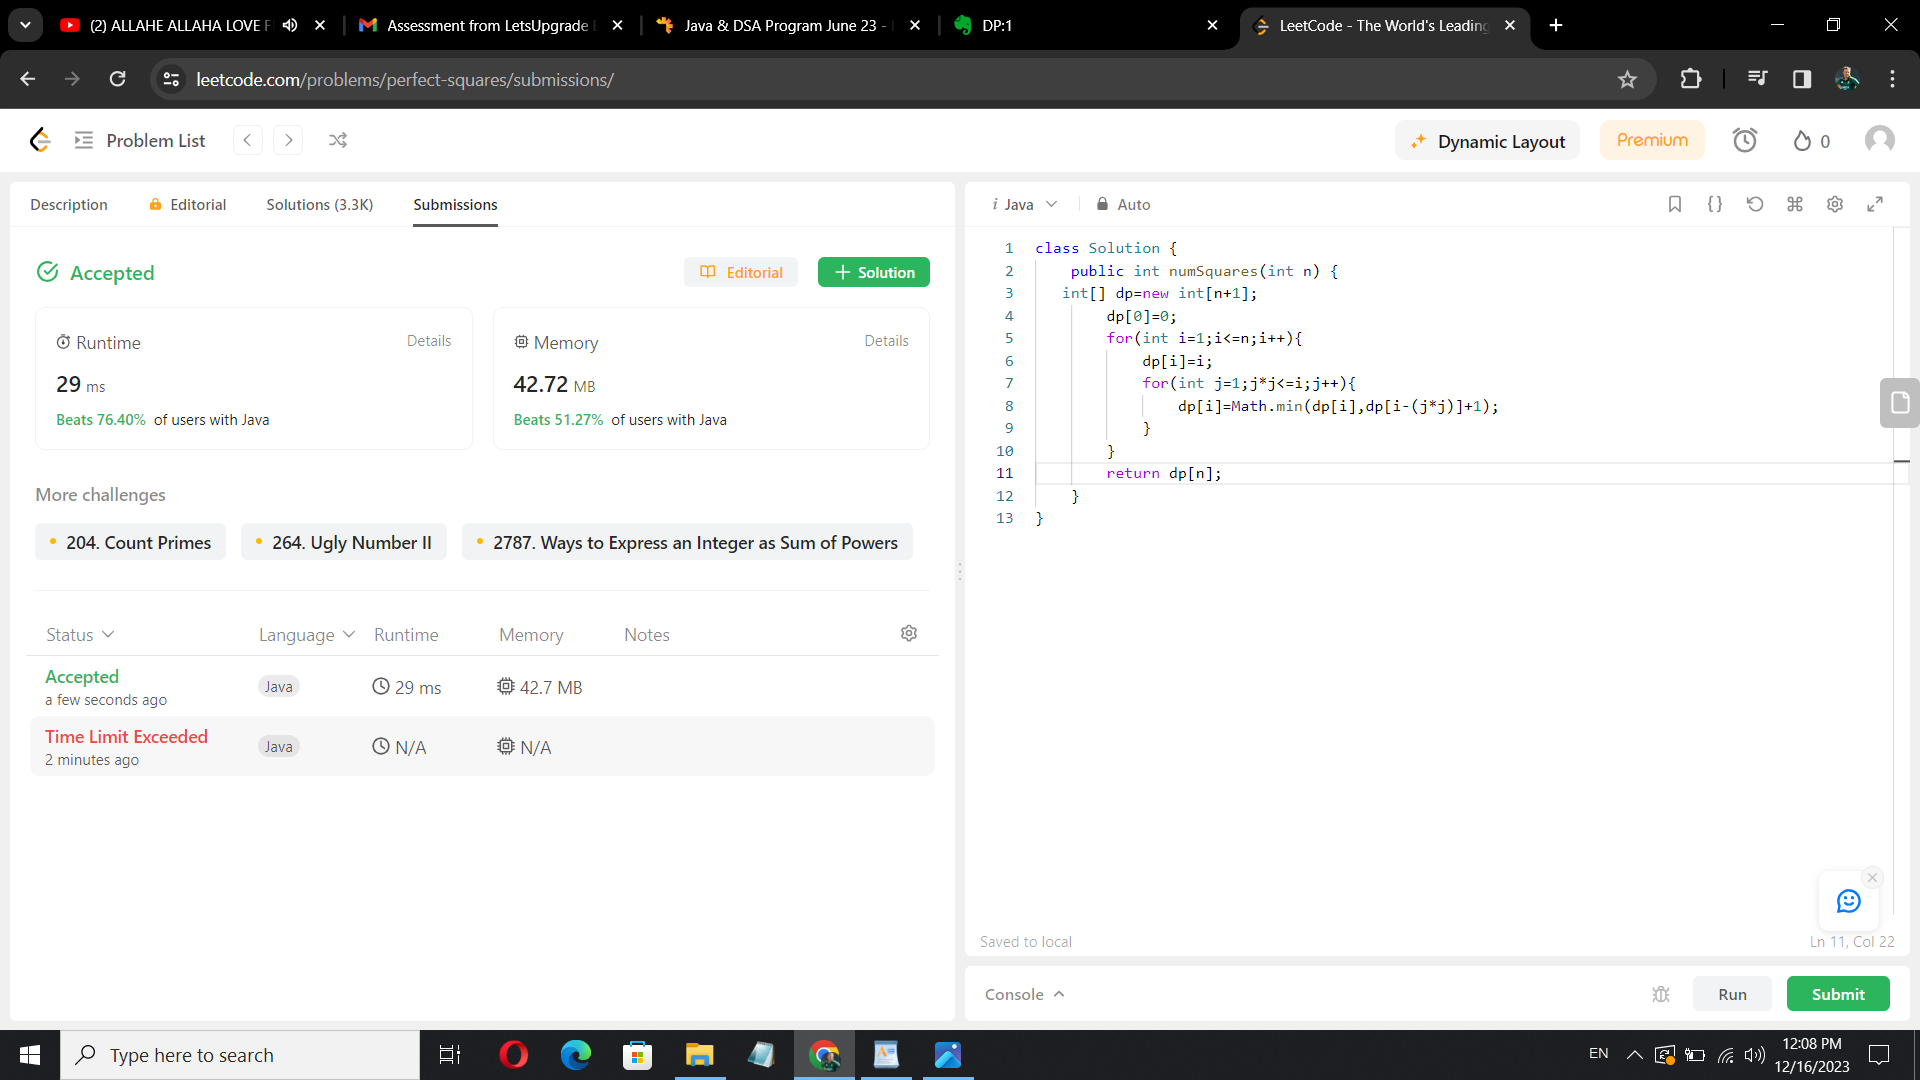 (2) ALLAHE ALLAHA LOVE F
Assessment from LetsUpgrade E
Java & DSA Program June 23 -
DP:1
LeetCode - The World's Leading
leetcode.com/problems/perfect-squares/submissions/
Problem List
Dynamic Layout
Premium
0
Description
Editorial
Solutions (3.3K)
Submissions
Accepted
Editorial
Solution
Runtime
Details
29 ms
Beats 76.40% of users with Java
Memory
Details
42.72 MB
Beats 51.27% of users with Java
More challenges
204. Count Primes
264. Ugly Number II
2787. Ways to Express an Integer as Sum of Powers
Status Language Runtime Memory Notes
Accepted
a few seconds ago
Java
29 ms
42.7 MB
Time Limit Exceeded
2 minutes ago
Java
N/A
N/A
i Java
Auto
1 class Solution {
2 public int numSquares(int n) {
3 int[] dp=new int[n+1];
4 dp[0]=0;
5 for(int i=1;i<=n;i++){
6 dp[i]=i;
7 for(int j=1;j*j<=i;j++){
8 dp[i]=Math.min(dp[i],dp[i-(j*j)]+1);
9 }
10 }
11 return dp[n];
12 }
13 }
Saved to local
Ln 11, Col 22
Console
Run
Submit
Type here to search
EN
12:08 PM
12/16/2023